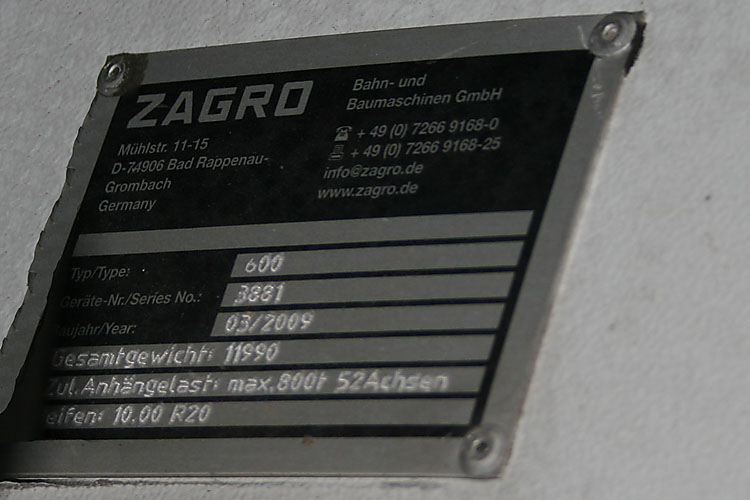 ZAGRO
Bahn- und
Baumaschinen GmbH
Mühlstr. 11-15
D-74906 Bad Rappenau-
Grombach
Germany
+ 49 (0) 7266 9168-0
+ 49 (0) 7266 9168-25
info@zagro.de
www.zagro.de
Typ/Type: 600
Geräte-Nr./Series No.: 3881
Baujahr/Year: 03/2009
Gesamtgewicht: 11990
Zul. Anhängelast: max.800t 52Achsen
eifen: 10.00 R20